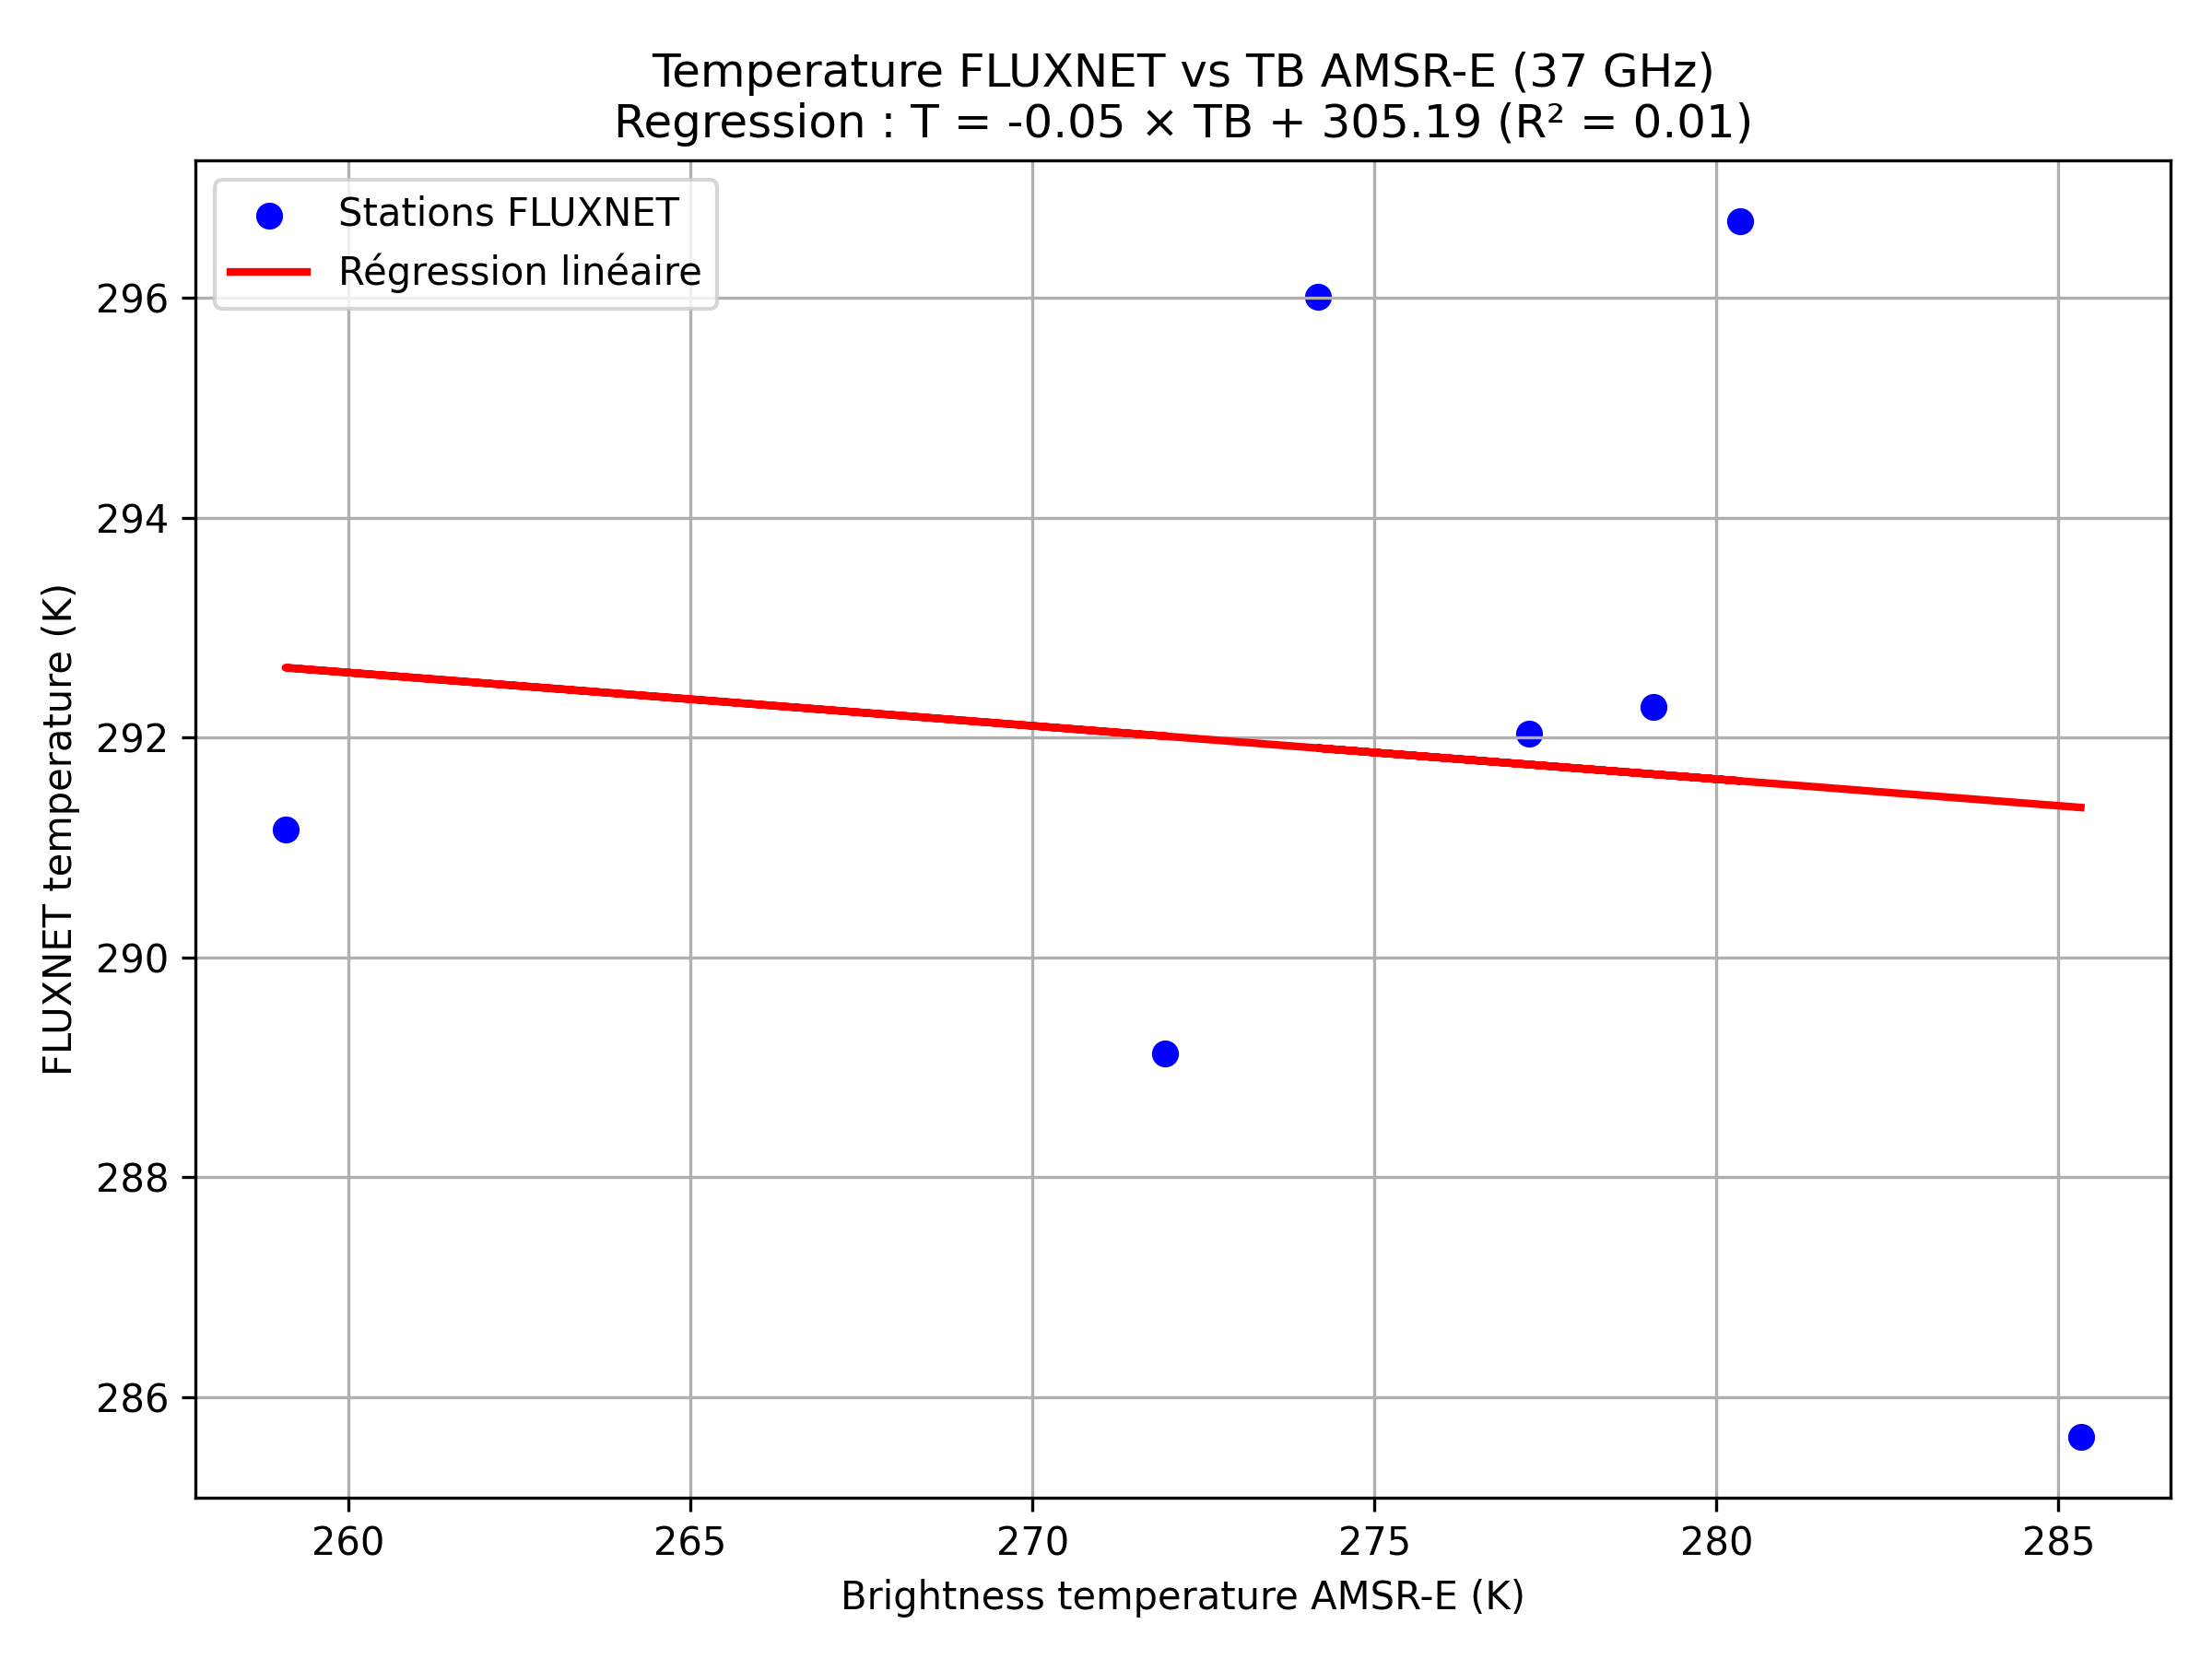 Temperature FLUXNET vs TB AMSR-E (37 GHz)
Regression : T = -0.05 × TB + 305.19 (R² = 0.01)
Stations FLUXNET
Régression linéaire
296
294
292
290
288
286
FLUXNET temperature (K)
260 265 270 275 280 285
Brightness temperature AMSR-E (K)